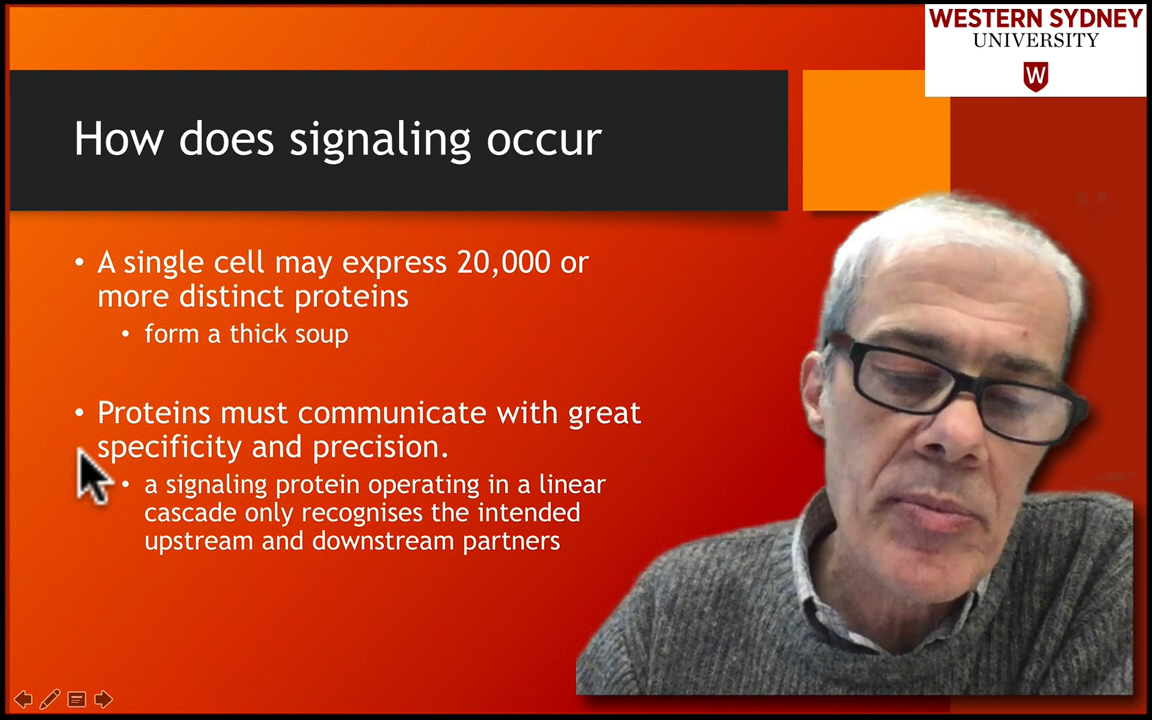 WESTERN SYDNEY
UNIVERSITY
W
How does signaling occur
• A single cell may express 20,000 or
more distinct proteins
• form a thick soup
• Proteins must communicate with great
specificity and precision.
• a signaling protein operating in a linear
cascade only recognises the intended
upstream and downstream partners